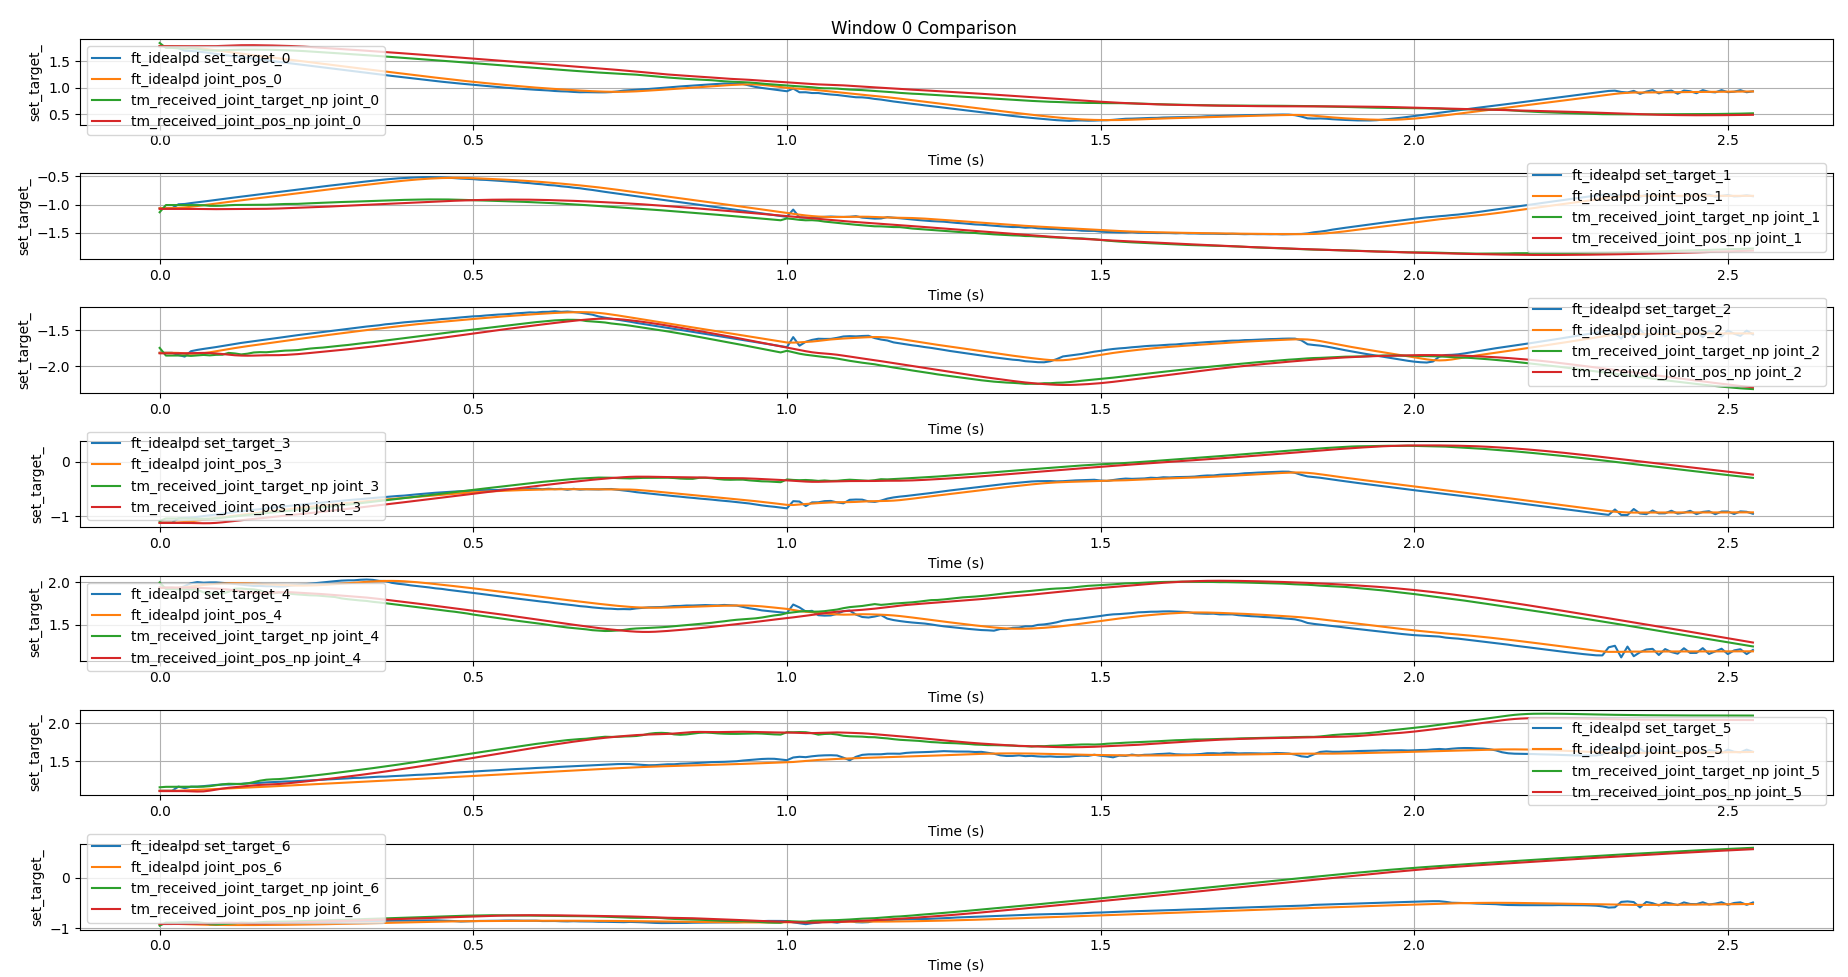 Window 0 Comparison
set_target_
1.5
1.0
0.5
ft_idealpd set_target_0
ft_idealpd joint_pos_0
tm_received_joint_target_np joint_0
tm_received_joint_pos_np joint_0
0.0 0.5 1.0 1.5 2.0 2.5
Time (s)
set_target_
−0.5
−1.0
−1.5
ft_idealpd set_target_1
ft_idealpd joint_pos_1
tm_received_joint_target_np joint_1
tm_received_joint_pos_np joint_1
0.0 0.5 1.0 1.5 2.0 2.5
Time (s)
set_target_
−1.5
−2.0
ft_idealpd set_target_2
ft_idealpd joint_pos_2
tm_received_joint_target_np joint_2
tm_received_joint_pos_np joint_2
0.0 0.5 1.0 1.5 2.0 2.5
Time (s)
set_target_
0
−1
ft_idealpd set_target_3
ft_idealpd joint_pos_3
tm_received_joint_target_np joint_3
tm_received_joint_pos_np joint_3
0.0 0.5 1.0 1.5 2.0 2.5
Time (s)
set_target_
2.0
1.5
ft_idealpd set_target_4
ft_idealpd joint_pos_4
tm_received_joint_target_np joint_4
tm_received_joint_pos_np joint_4
0.0 0.5 1.0 1.5 2.0 2.5
Time (s)
set_target_
2.0
1.5
ft_idealpd set_target_5
ft_idealpd joint_pos_5
tm_received_joint_target_np joint_5
tm_received_joint_pos_np joint_5
0.0 0.5 1.0 1.5 2.0 2.5
Time (s)
set_target_
0
−1
ft_idealpd set_target_6
ft_idealpd joint_pos_6
tm_received_joint_target_np joint_6
tm_received_joint_pos_np joint_6
0.0 0.5 1.0 1.5 2.0 2.5
Time (s)